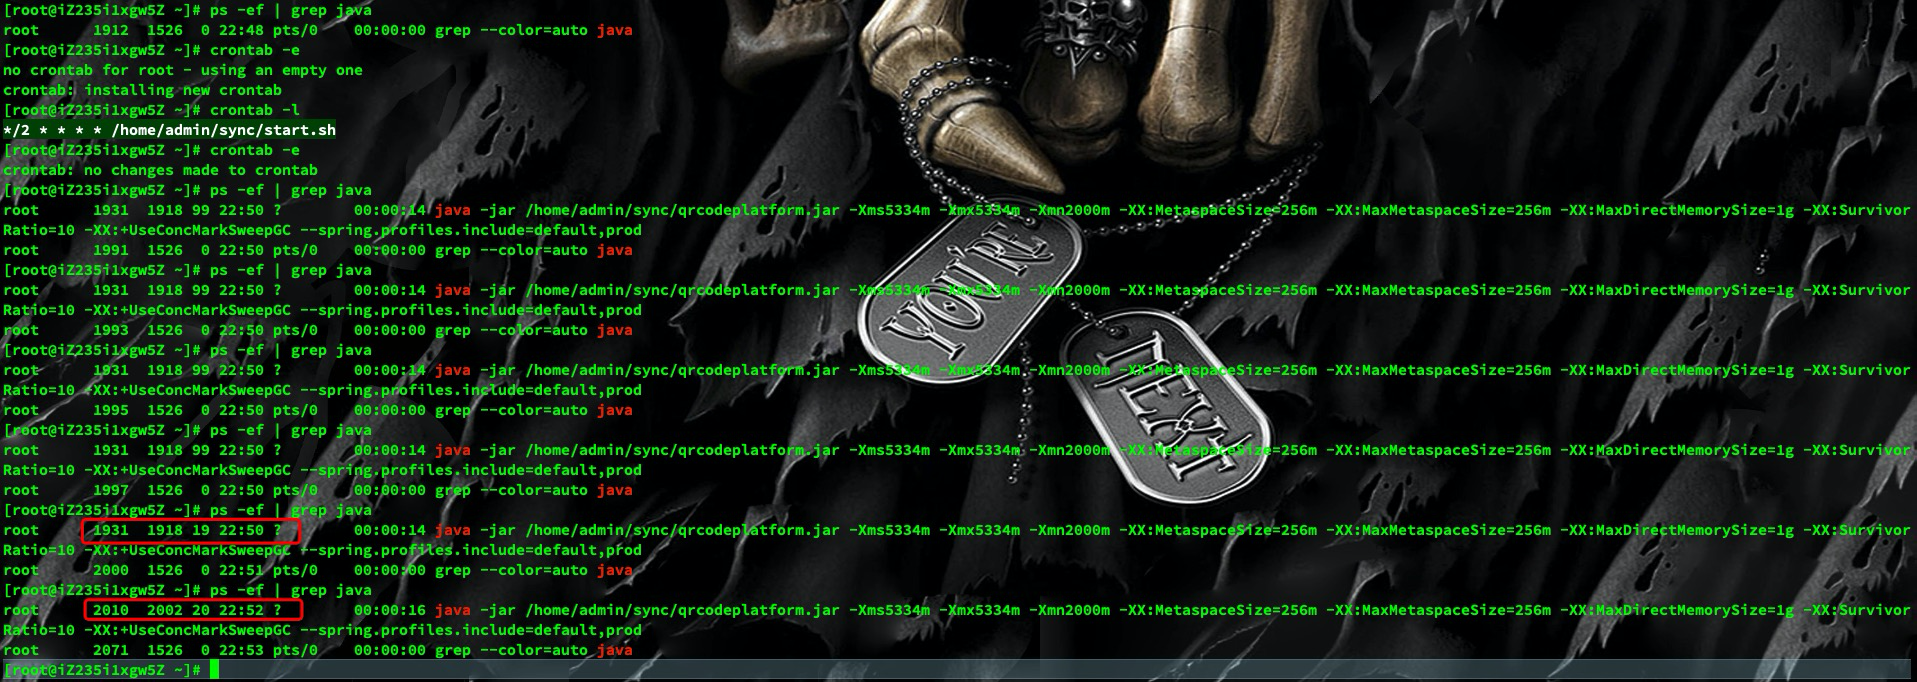 [root@iZ235i1xgw5Z ~]# ps -ef | grep java
root      1912  1526  0 22:48 pts/0    00:00:00 grep --color=auto java
[root@iZ235i1xgw5Z ~]# crontab -e
no crontab for root - using an empty one
crontab: installing new crontab
[root@iZ235i1xgw5Z ~]# crontab -l
*/2 * * * * /home/admin/sync/start.sh
[root@iZ235i1xgw5Z ~]# crontab -e
crontab: no changes made to crontab
[root@iZ235i1xgw5Z ~]# ps -ef | grep java
root      1931  1918 99 22:50 ?        00:00:14 java -jar /home/admin/sync/qrcodeplatform.jar -Xms5334m -Xmx5334m -Xmn2000m -XX:MetaspaceSize=256m -XX:MaxMetaspaceSize=256m -XX:MaxDirectMemorySize=1g -XX:Survivor
Ratio=10 -XX:+UseConcMarkSweepGC --spring.profiles.include=default,prod
root      1991  1526  0 22:50 pts/0    00:00:00 grep --color=auto java
[root@iZ235i1xgw5Z ~]# ps -ef | grep java
root      1931  1918 99 22:50 ?        00:00:14 java -jar /home/admin/sync/qrcodeplatform.jar -Xms5334m -Xmx5334m -Xmn2000m -XX:MetaspaceSize=256m -XX:MaxMetaspaceSize=256m -XX:MaxDirectMemorySize=1g -XX:Survivor
Ratio=10 -XX:+UseConcMarkSweepGC --spring.profiles.include=default,prod
root      1993  1526  0 22:50 pts/0    00:00:00 grep --color=auto java
[root@iZ235i1xgw5Z ~]# ps -ef | grep java
root      1931  1918 99 22:50 ?        00:00:14 java -jar /home/admin/sync/qrcodeplatform.jar -Xms5334m -Xmx5334m -Xmn2000m -XX:MetaspaceSize=256m -XX:MaxMetaspaceSize=256m -XX:MaxDirectMemorySize=1g -XX:Survivor
Ratio=10 -XX:+UseConcMarkSweepGC --spring.profiles.include=default,prod
root      1995  1526  0 22:50 pts/0    00:00:00 grep --color=auto java
[root@iZ235i1xgw5Z ~]# ps -ef | grep java
root      1931  1918 99 22:50 ?        00:00:14 java -jar /home/admin/sync/qrcodeplatform.jar -Xms5334m -Xmx5334m -Xmn2000m -XX:MetaspaceSize=256m -XX:MaxMetaspaceSize=256m -XX:MaxDirectMemorySize=1g -XX:Survivor
Ratio=10 -XX:+UseConcMarkSweepGC --spring.profiles.include=default,prod
root      1997  1526  0 22:50 pts/0    00:00:00 grep --color=auto java
[root@iZ235i1xgw5Z ~]# ps -ef | grep java
root      1931  1918 19 22:50 ?        00:00:14 java -jar /home/admin/sync/qrcodeplatform.jar -Xms5334m -Xmx5334m -Xmn2000m -XX:MetaspaceSize=256m -XX:MaxMetaspaceSize=256m -XX:MaxDirectMemorySize=1g -XX:Survivor
Ratio=10 -XX:+UseConcMarkSweepGC --spring.profiles.include=default,prod
root      2000  1526  0 22:51 pts/0    00:00:00 grep --color=auto java
[root@iZ235i1xgw5Z ~]# ps -ef | grep java
root      2010  2002 20 22:52 ?        00:00:16 java -jar /home/admin/sync/qrcodeplatform.jar -Xms5334m -Xmx5334m -Xmn2000m -XX:MetaspaceSize=256m -XX:MaxMetaspaceSize=256m -XX:MaxDirectMemorySize=1g -XX:Survivor
Ratio=10 -XX:+UseConcMarkSweepGC --spring.profiles.include=default,prod
root      2071  1526  0 22:53 pts/0    00:00:00 grep --color=auto java
[root@iZ235i1xgw5Z ~]#
YOU'RE
NEXT